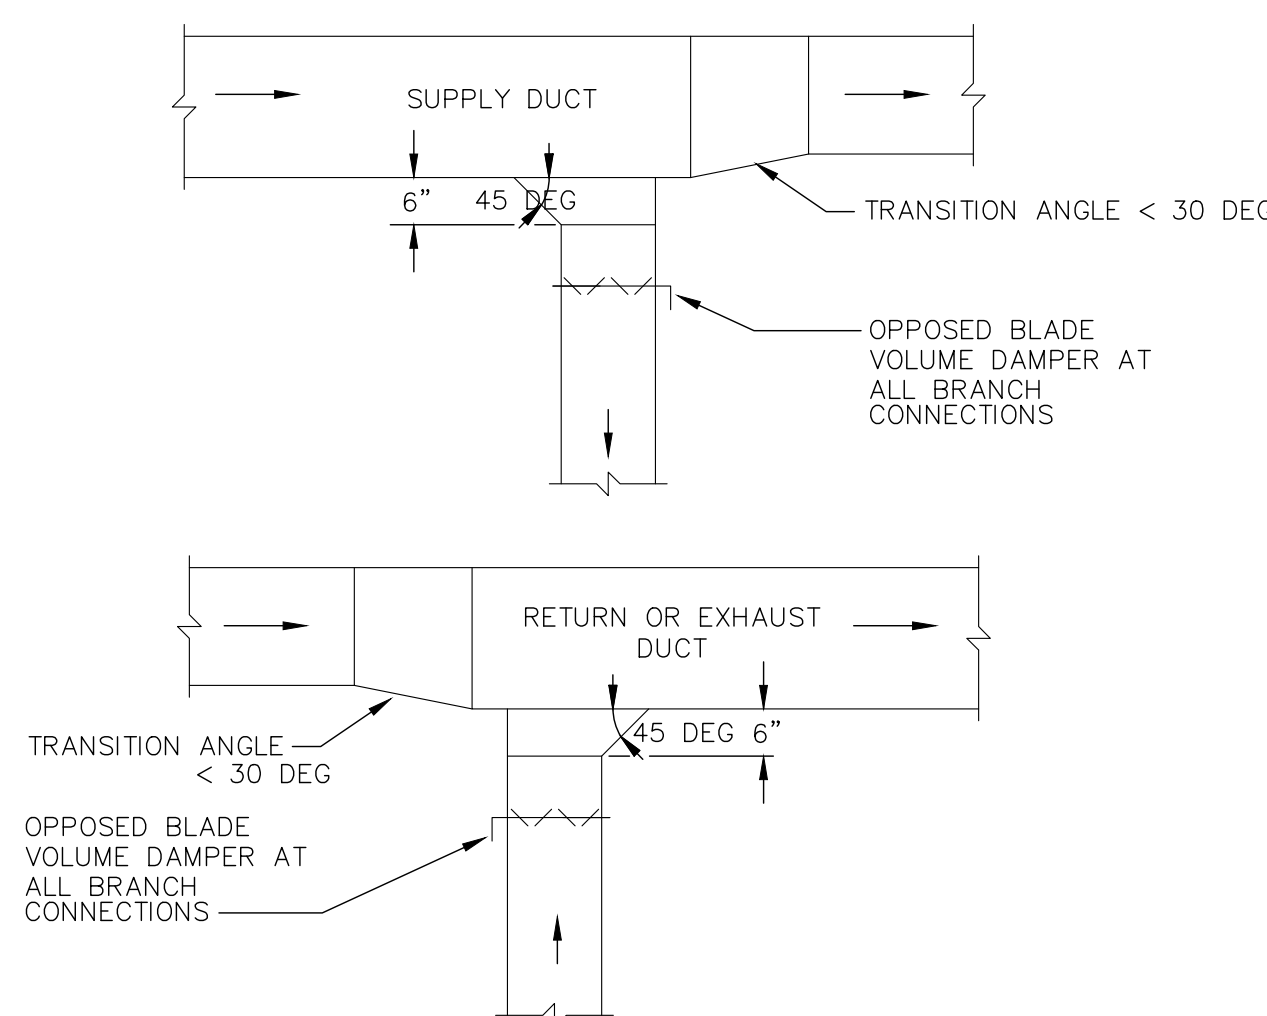 SUPPLY DUCT
6”
45 DEG
TRANSITION ANGLE < 30 DEG
OPPOSED BLADE
VOLUME DAMPER AT
ALL BRANCH
CONNECTIONS
RETURN OR EXHAUST
DUCT
45 DEG 6”
TRANSITION ANGLE
< 30 DEG
OPPOSED BLADE
VOLUME DAMPER AT
ALL BRANCH
CONNECTIONS